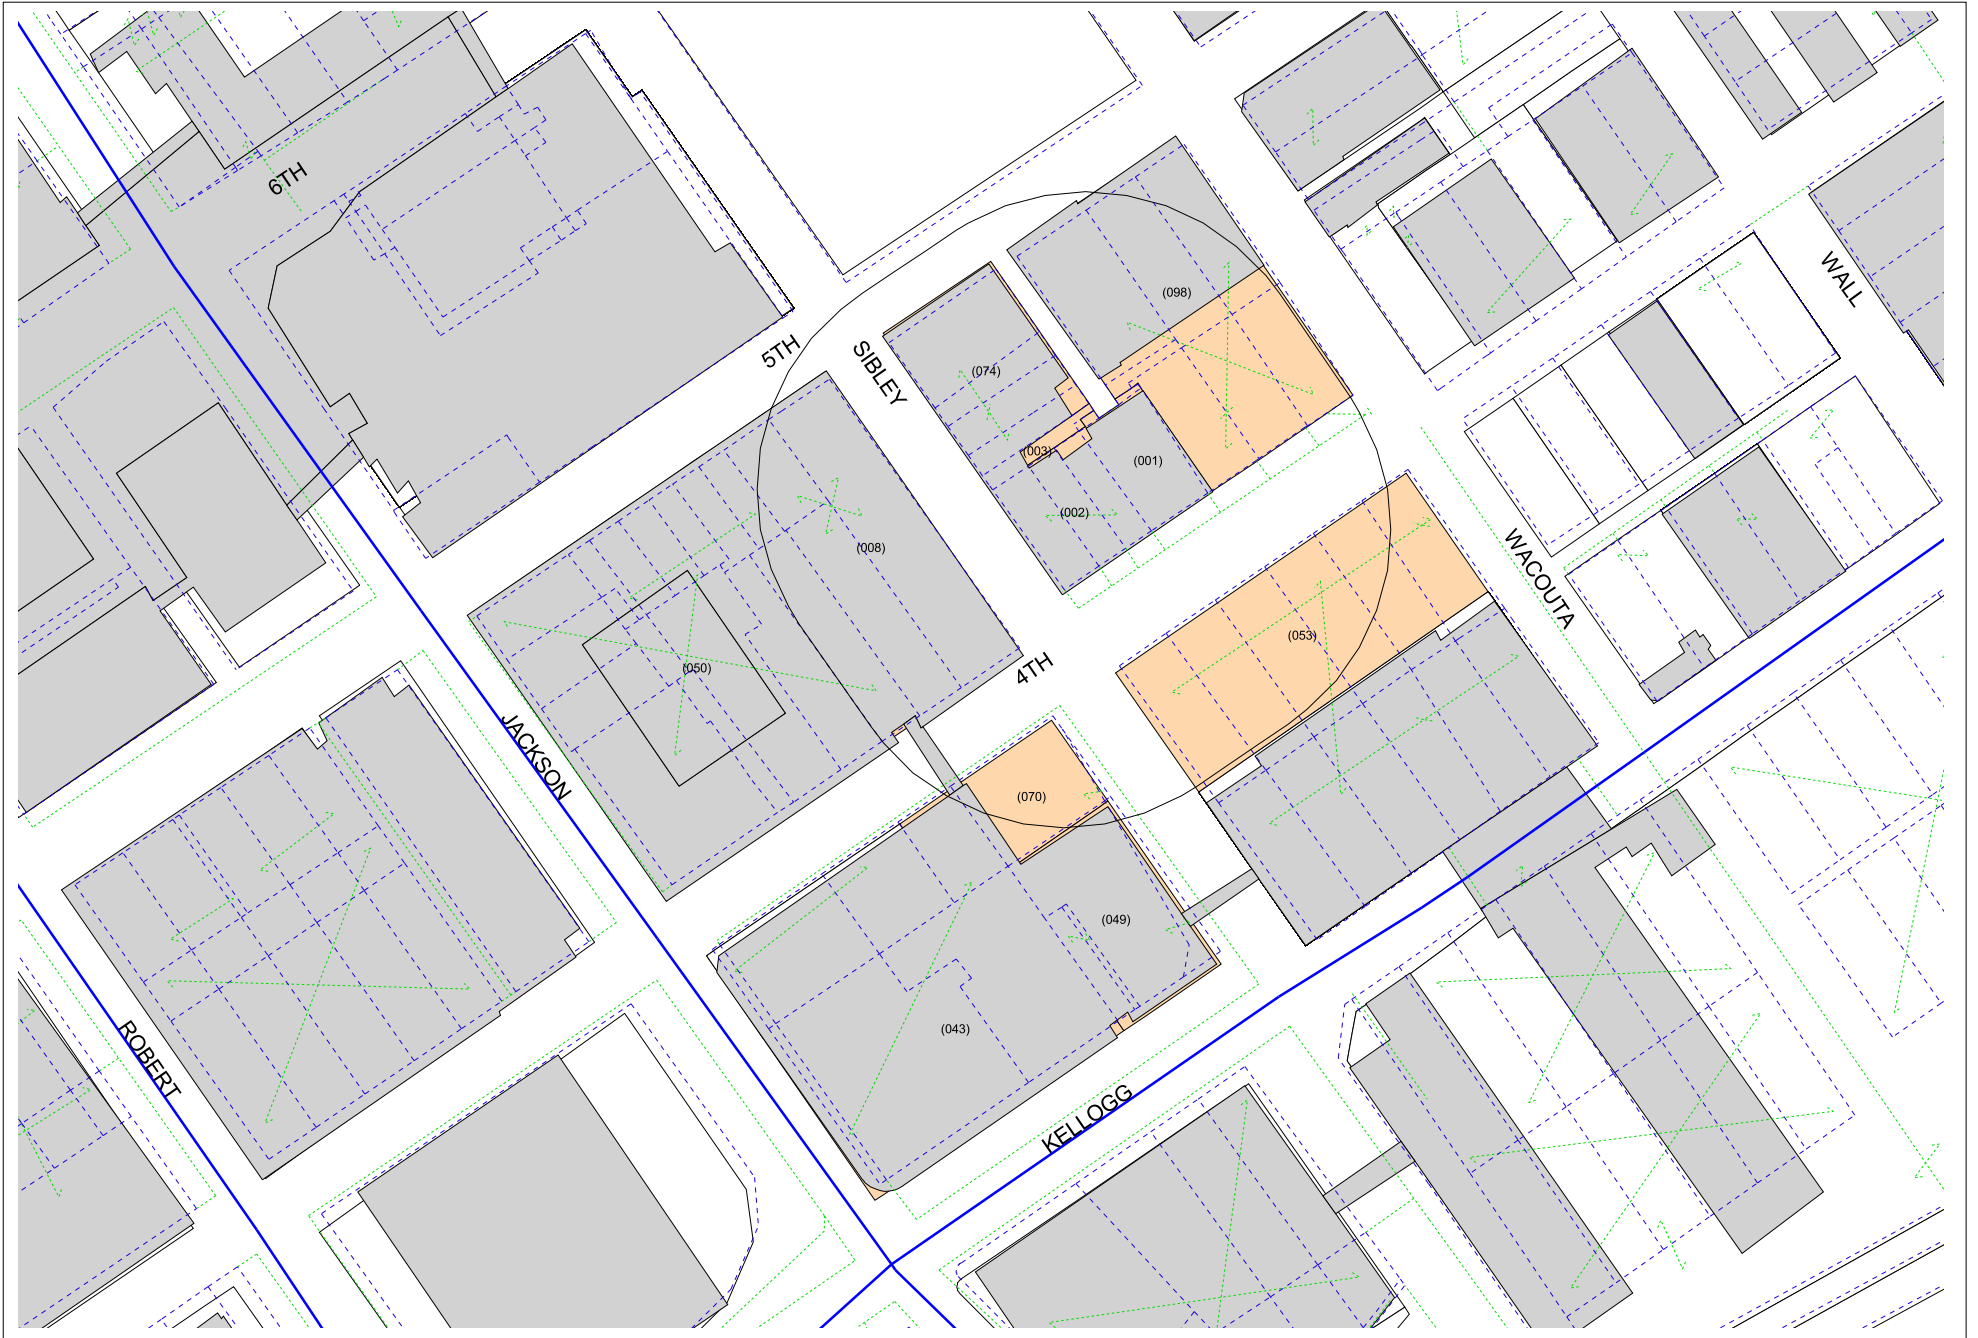 6TH
WALL
(098)
5TH
SIBLEY
(074)
(003)
(001)
(002)
(008)
WACOUTA
(053)
(050)
4TH
JACKSON
(070)
(049)
(043)
ROBERT
KELLOGG